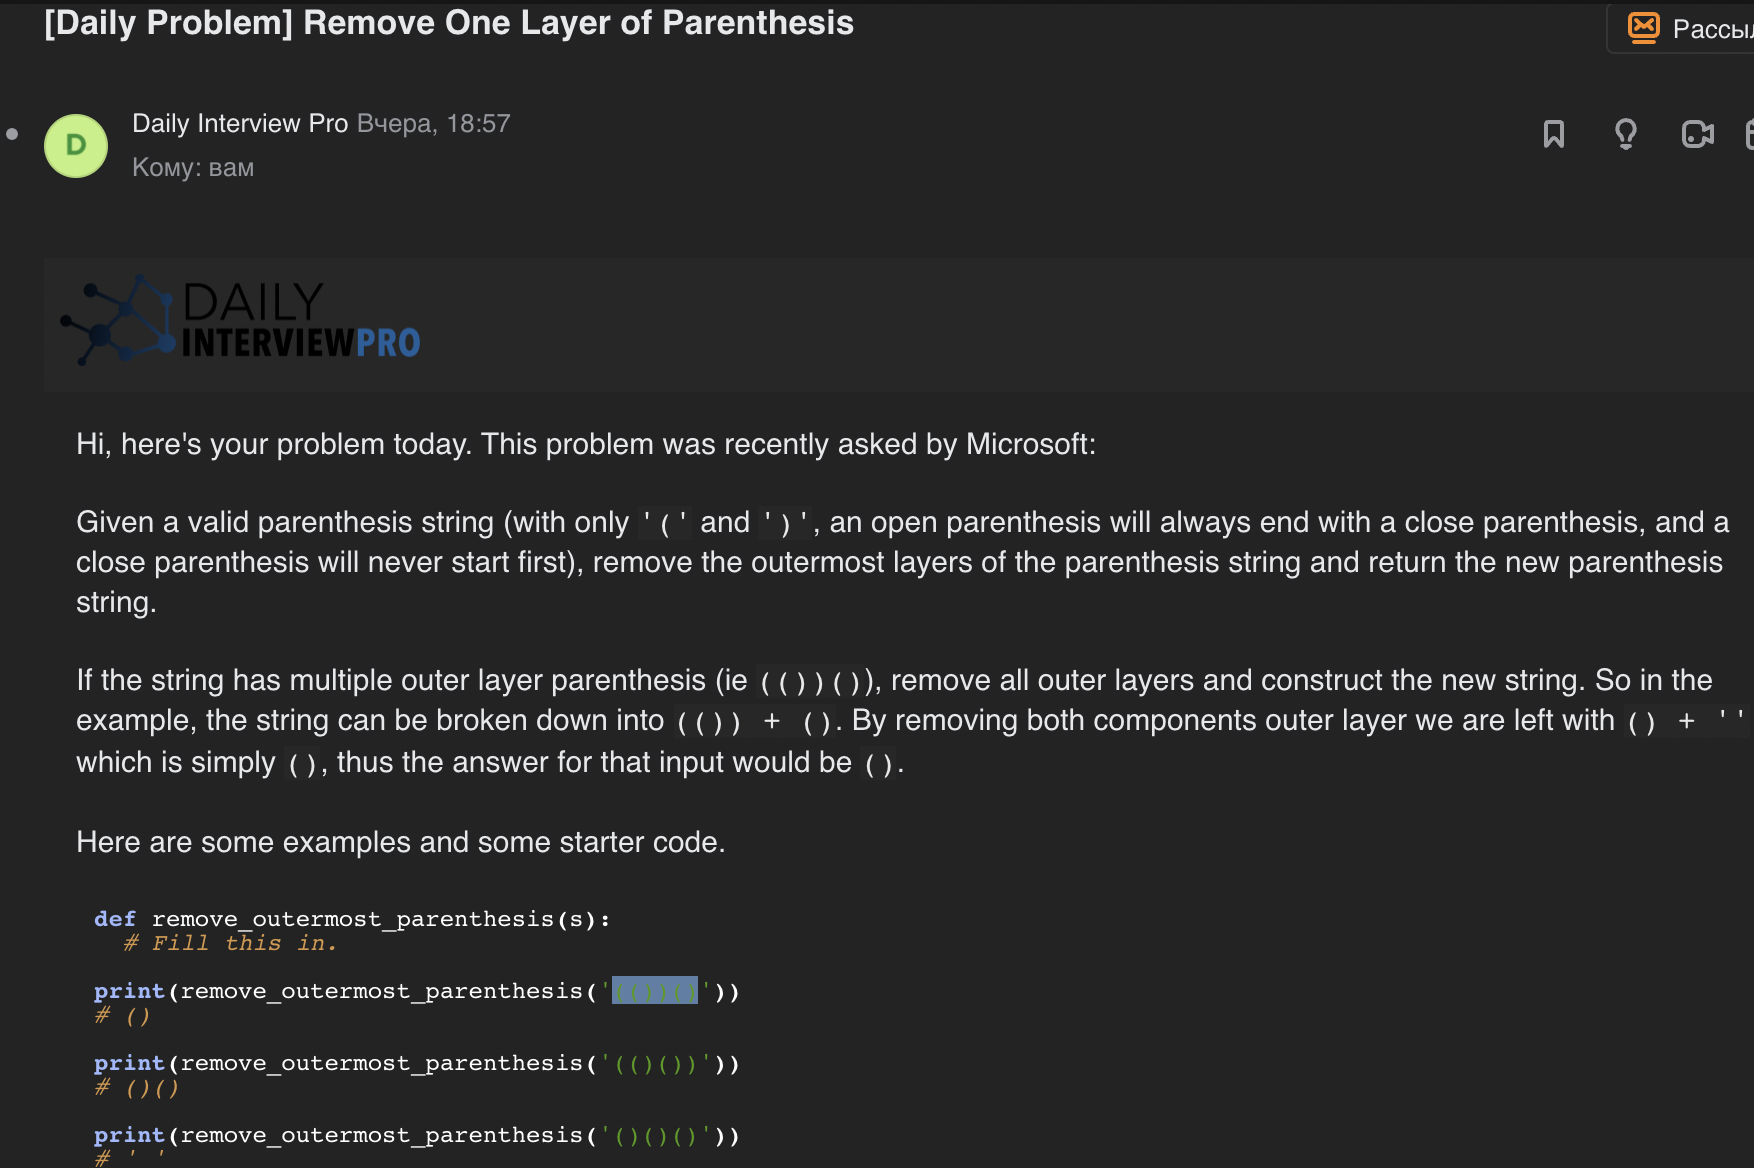 [Daily Problem] Remove One Layer of Parenthesis
D
Daily Interview Pro Вчера, 18:57
Кому: вам
DAILY
INTERVIEWPRO
Hi, here's your problem today. This problem was recently asked by Microsoft:
Given a valid parenthesis string (with only '(' and ')', an open parenthesis will always end with a close parenthesis, and a
close parenthesis will never start first), remove the outermost layers of the parenthesis string and return the new parenthesis
string.
If the string has multiple outer layer parenthesis (ie (())()), remove all outer layers and construct the new string. So in the
example, the string can be broken down into (()) + (). By removing both components outer layer we are left with () + ''
which is simply (), thus the answer for that input would be ().
Here are some examples and some starter code.
def remove_outermost_parenthesis(s):
# Fill this in.
print(remove_outermost_parenthesis('(())()'))
# ()
print(remove_outermost_parenthesis('(()())'))
# ()()
print(remove_outermost_parenthesis('()()()'))
# ' '